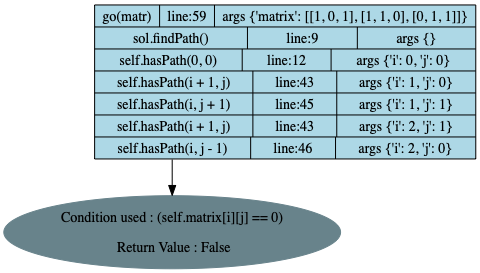 go(matr) line:59 args {'matrix': [[1, 0, 1], [1, 1, 0], [0, 1, 1]]}
sol.findPath() line:9 args {}
self.hasPath(0, 0) line:12 args {'i': 0, 'j': 0}
self.hasPath(i + 1, j) line:43 args {'i': 1, 'j': 0}
self.hasPath(i, j + 1) line:45 args {'i': 1, 'j': 1}
self.hasPath(i + 1, j) line:43 args {'i': 2, 'j': 1}
self.hasPath(i, j - 1) line:46 args {'i': 2, 'j': 0}
Condition used : (self.matrix[i][j] == 0)
Return Value : False